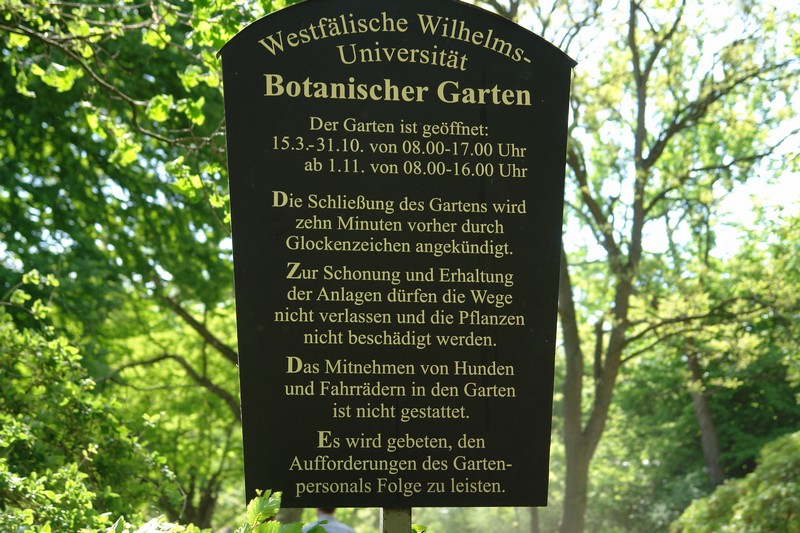 Westfälische Wilhelms-
Universität
Botanischer Garten
Der Garten ist geöffnet:
15.3.-31.10. von 08.00-17.00 Uhr
ab 1.11. von 08.00-16.00 Uhr
Die Schließung des Gartens wird
zehn Minuten vorher durch
Glockenzeichen angekündigt.
Zur Schonung und Erhaltung
der Anlagen dürfen die Wege
nicht verlassen und die Pflanzen
nicht beschädigt werden.
Das Mitnehmen von Hunden
und Fahrrädern in den Garten
ist nicht gestattet.
Es wird gebeten, den
Aufforderungen des Garten-
personals Folge zu leisten.